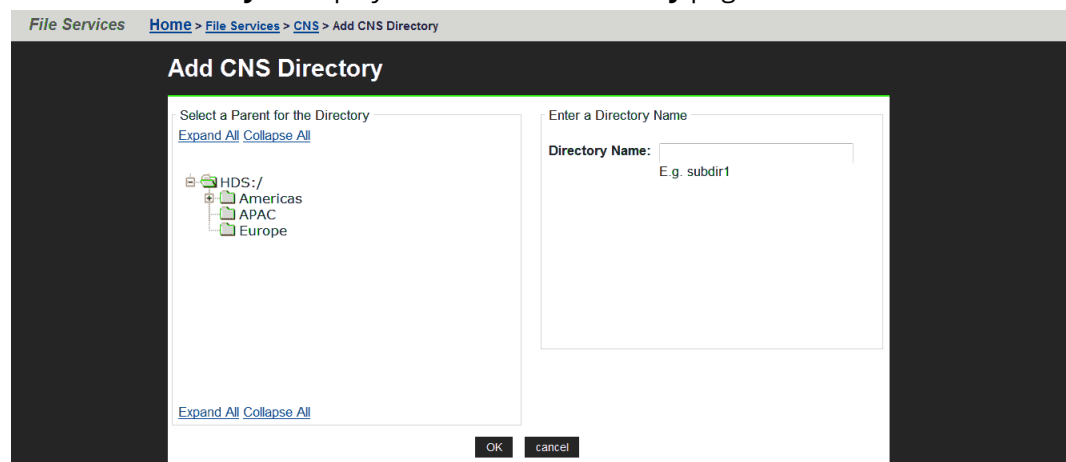 File Services Home > File Services > CNS > Add CNS Directory
Add CNS Directory
Select a Parent for the Directory
Expand All Collapse All
HDS:/
Americas
APAC
Europe
Expand All Collapse All
Enter a Directory Name
Directory Name:
E.g. subdir1
OK cancel